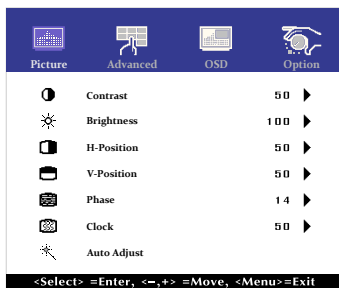 Picture Advanced OSD Option
Contrast 50
Brightness 100
H-Position 50
V-Position 50
Phase 14
Clock 50
Auto Adjust
<Select> =Enter, <−,+> =Move, <Menu>=Exit